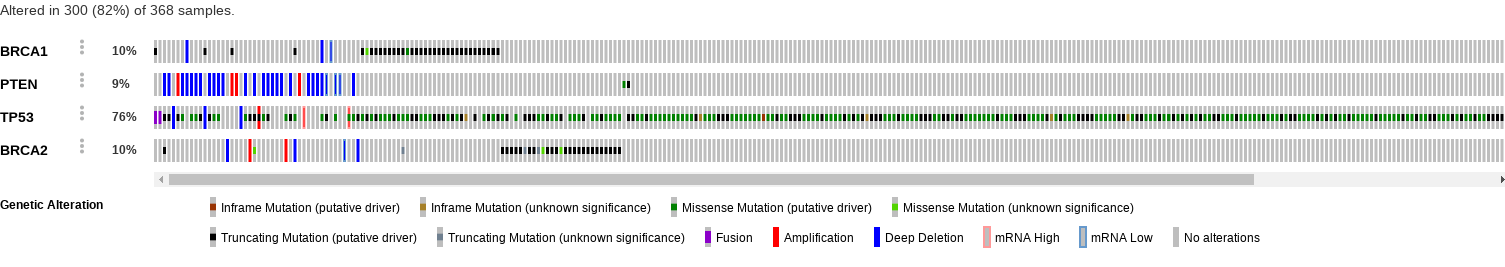 Altered in 300 (82%) of 368 samples.
BRCA1 10%
PTEN 9%
TP53 76%
BRCA2 10%
Genetic Alteration Inframe Mutation (putative driver) Inframe Mutation (unknown significance) Missense Mutation (putative driver) Missense Mutation (unknown significance)
Truncating Mutation (putative driver) Truncating Mutation (unknown significance) Fusion Amplification Deep Deletion mRNA High mRNA Low No alterations